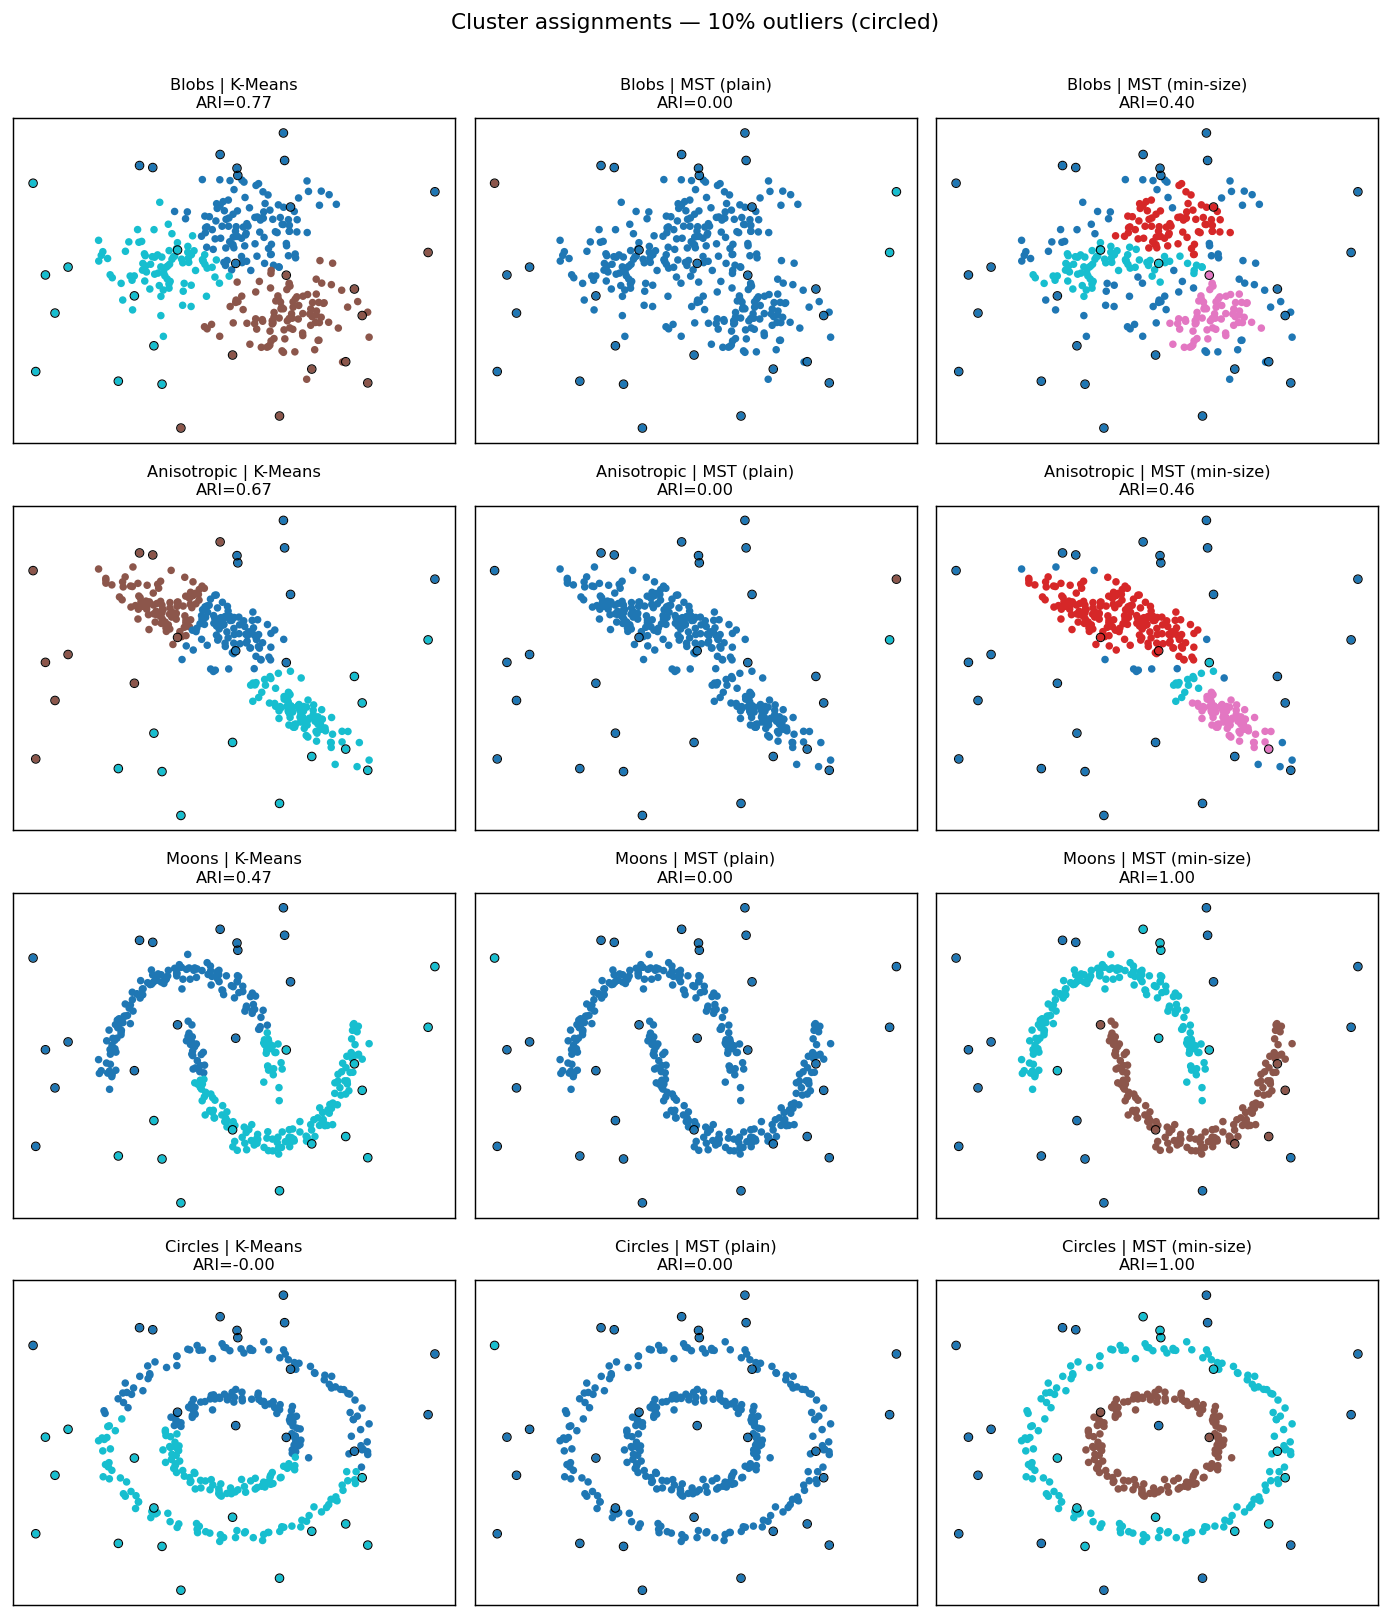 Cluster assignments — 10% outliers (circled)
Blobs | K-Means
ARI=0.77
Blobs | MST (plain)
ARI=0.00
Blobs | MST (min-size)
ARI=0.40
Anisotropic | K-Means
ARI=0.67
Anisotropic | MST (plain)
ARI=0.00
Anisotropic | MST (min-size)
ARI=0.46
Moons | K-Means
ARI=0.47
Moons | MST (plain)
ARI=0.00
Moons | MST (min-size)
ARI=1.00
Circles | K-Means
ARI=-0.00
Circles | MST (plain)
ARI=0.00
Circles | MST (min-size)
ARI=1.00